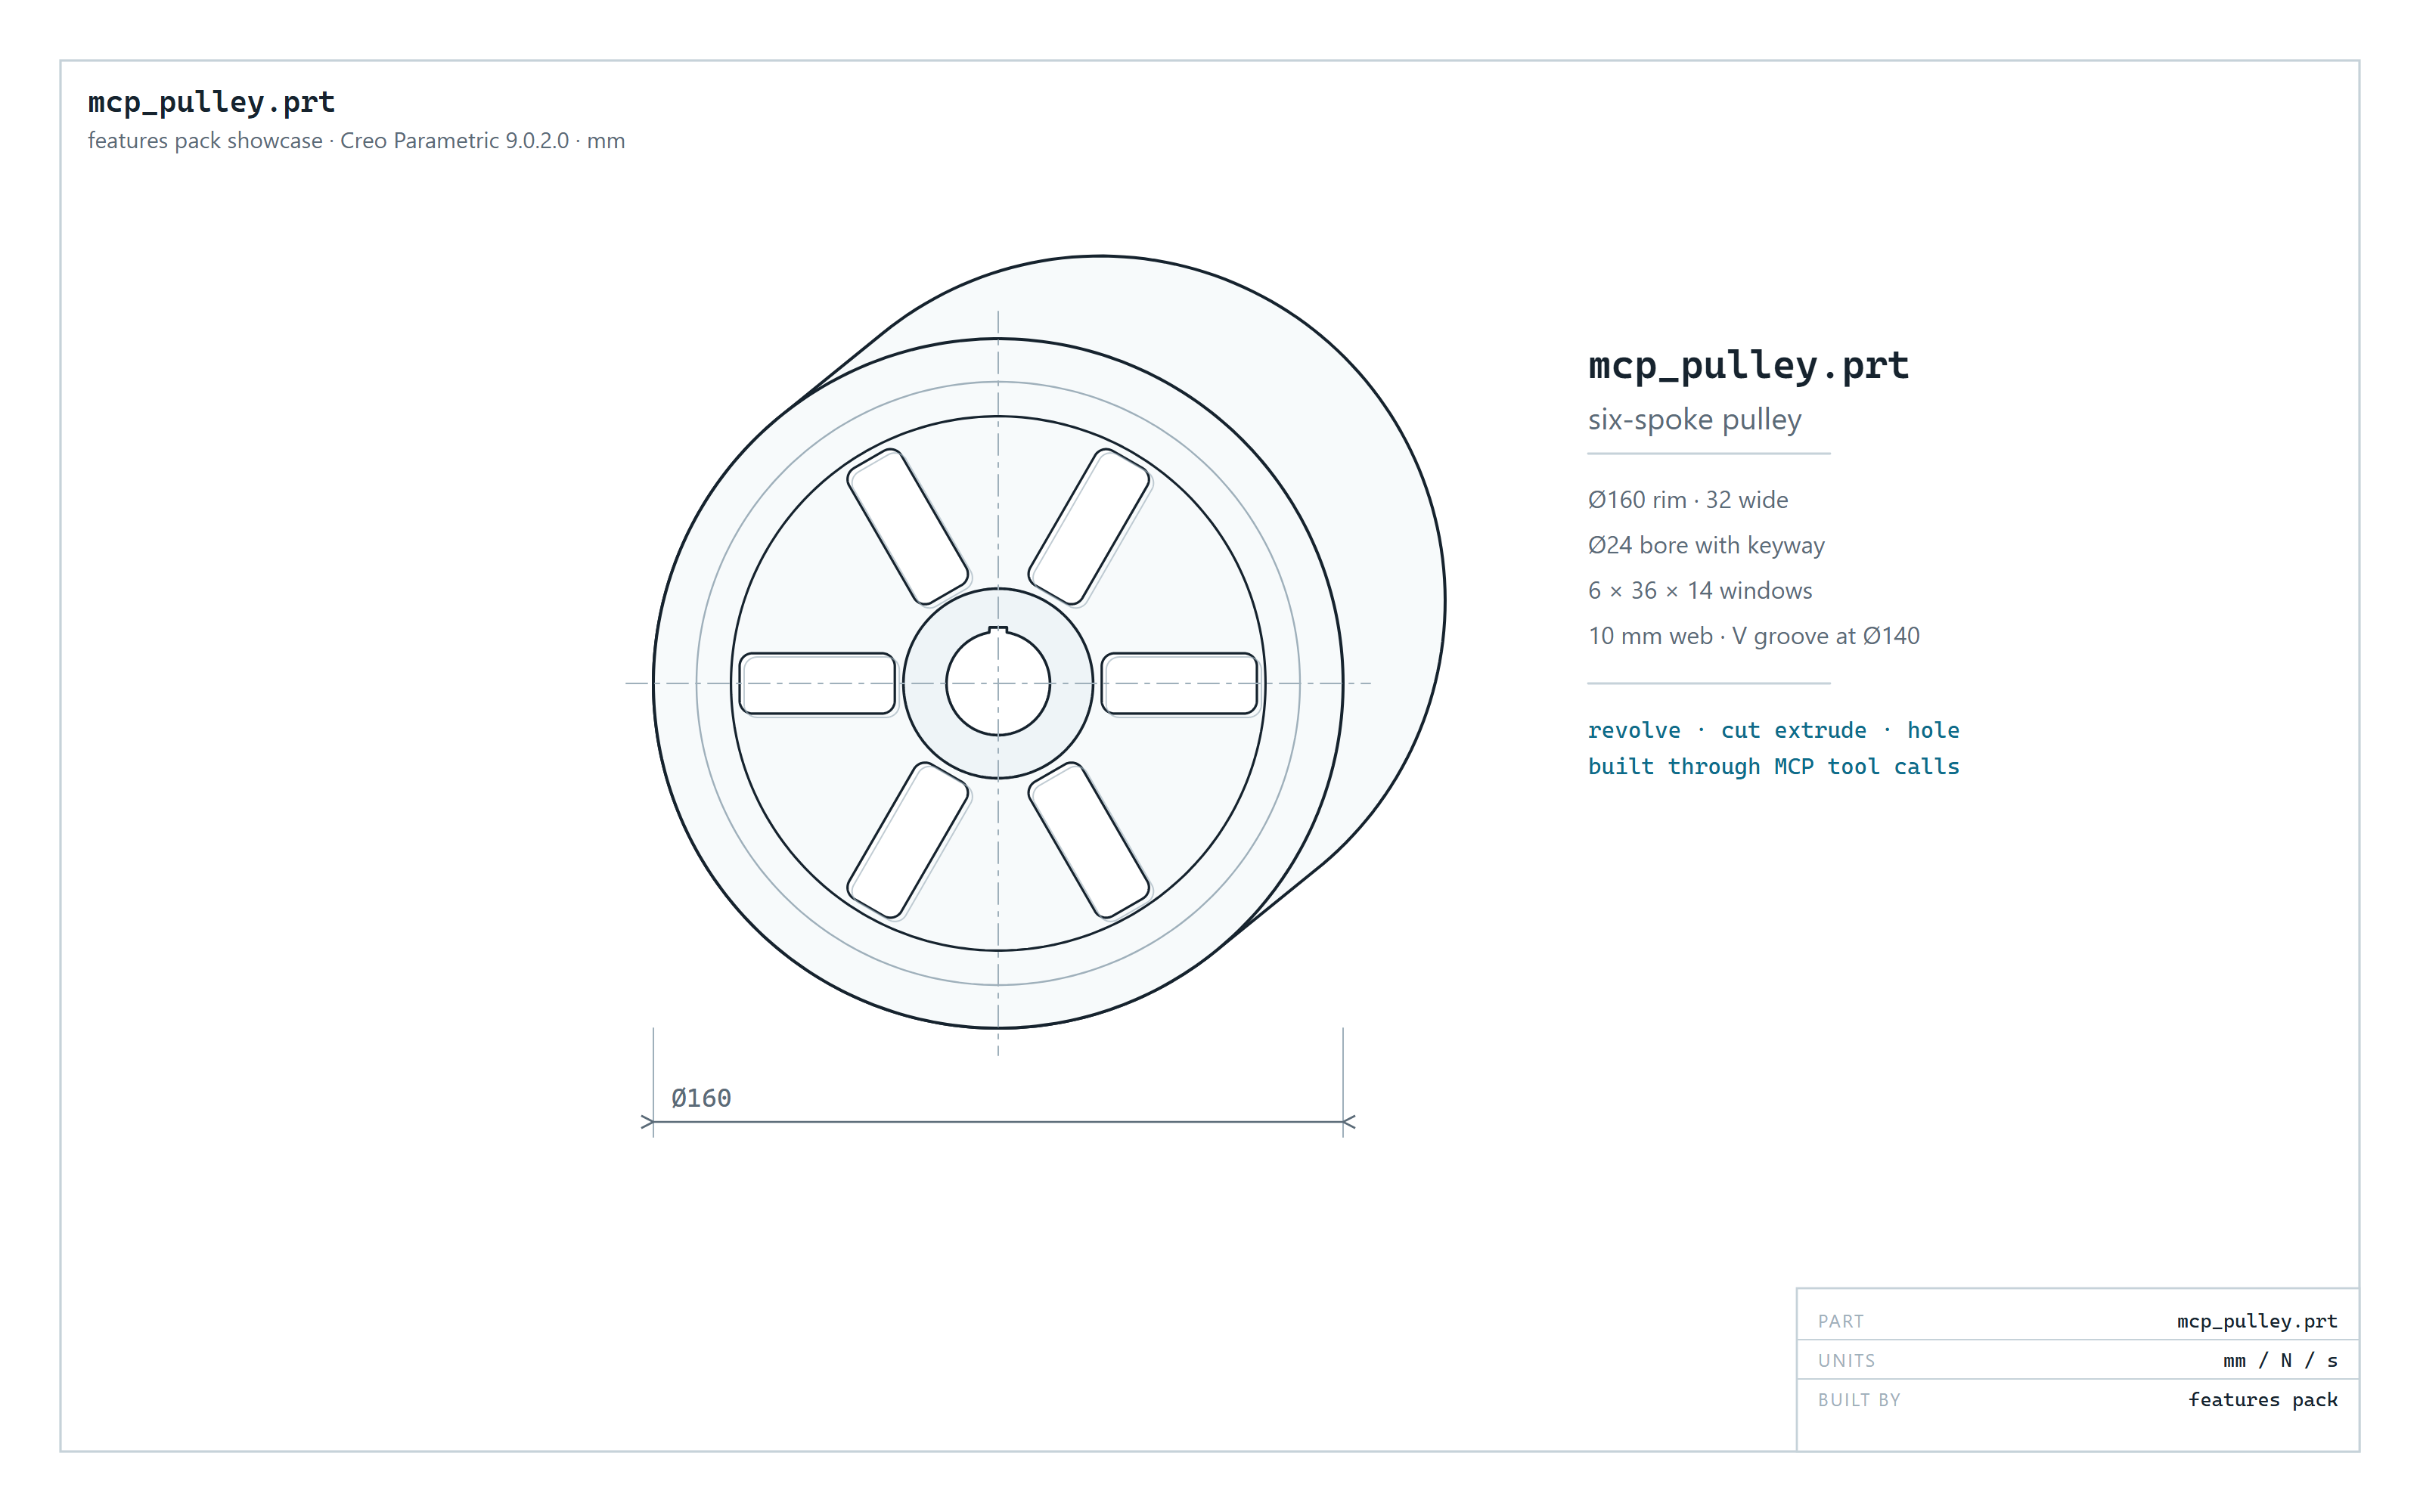 mcp_pulley.prt
features pack showcase · Creo Parametric 9.0.2.0 · mm
mcp_pulley.prt
six-spoke pulley
Ø160 rim · 32 wide
Ø24 bore with keyway
6 × 36 × 14 windows
10 mm web · V groove at Ø140
revolve · cut extrude · hole
built through MCP tool calls
Ø160
PART mcp_pulley.prt
UNITS mm / N / s
BUILT BY features pack